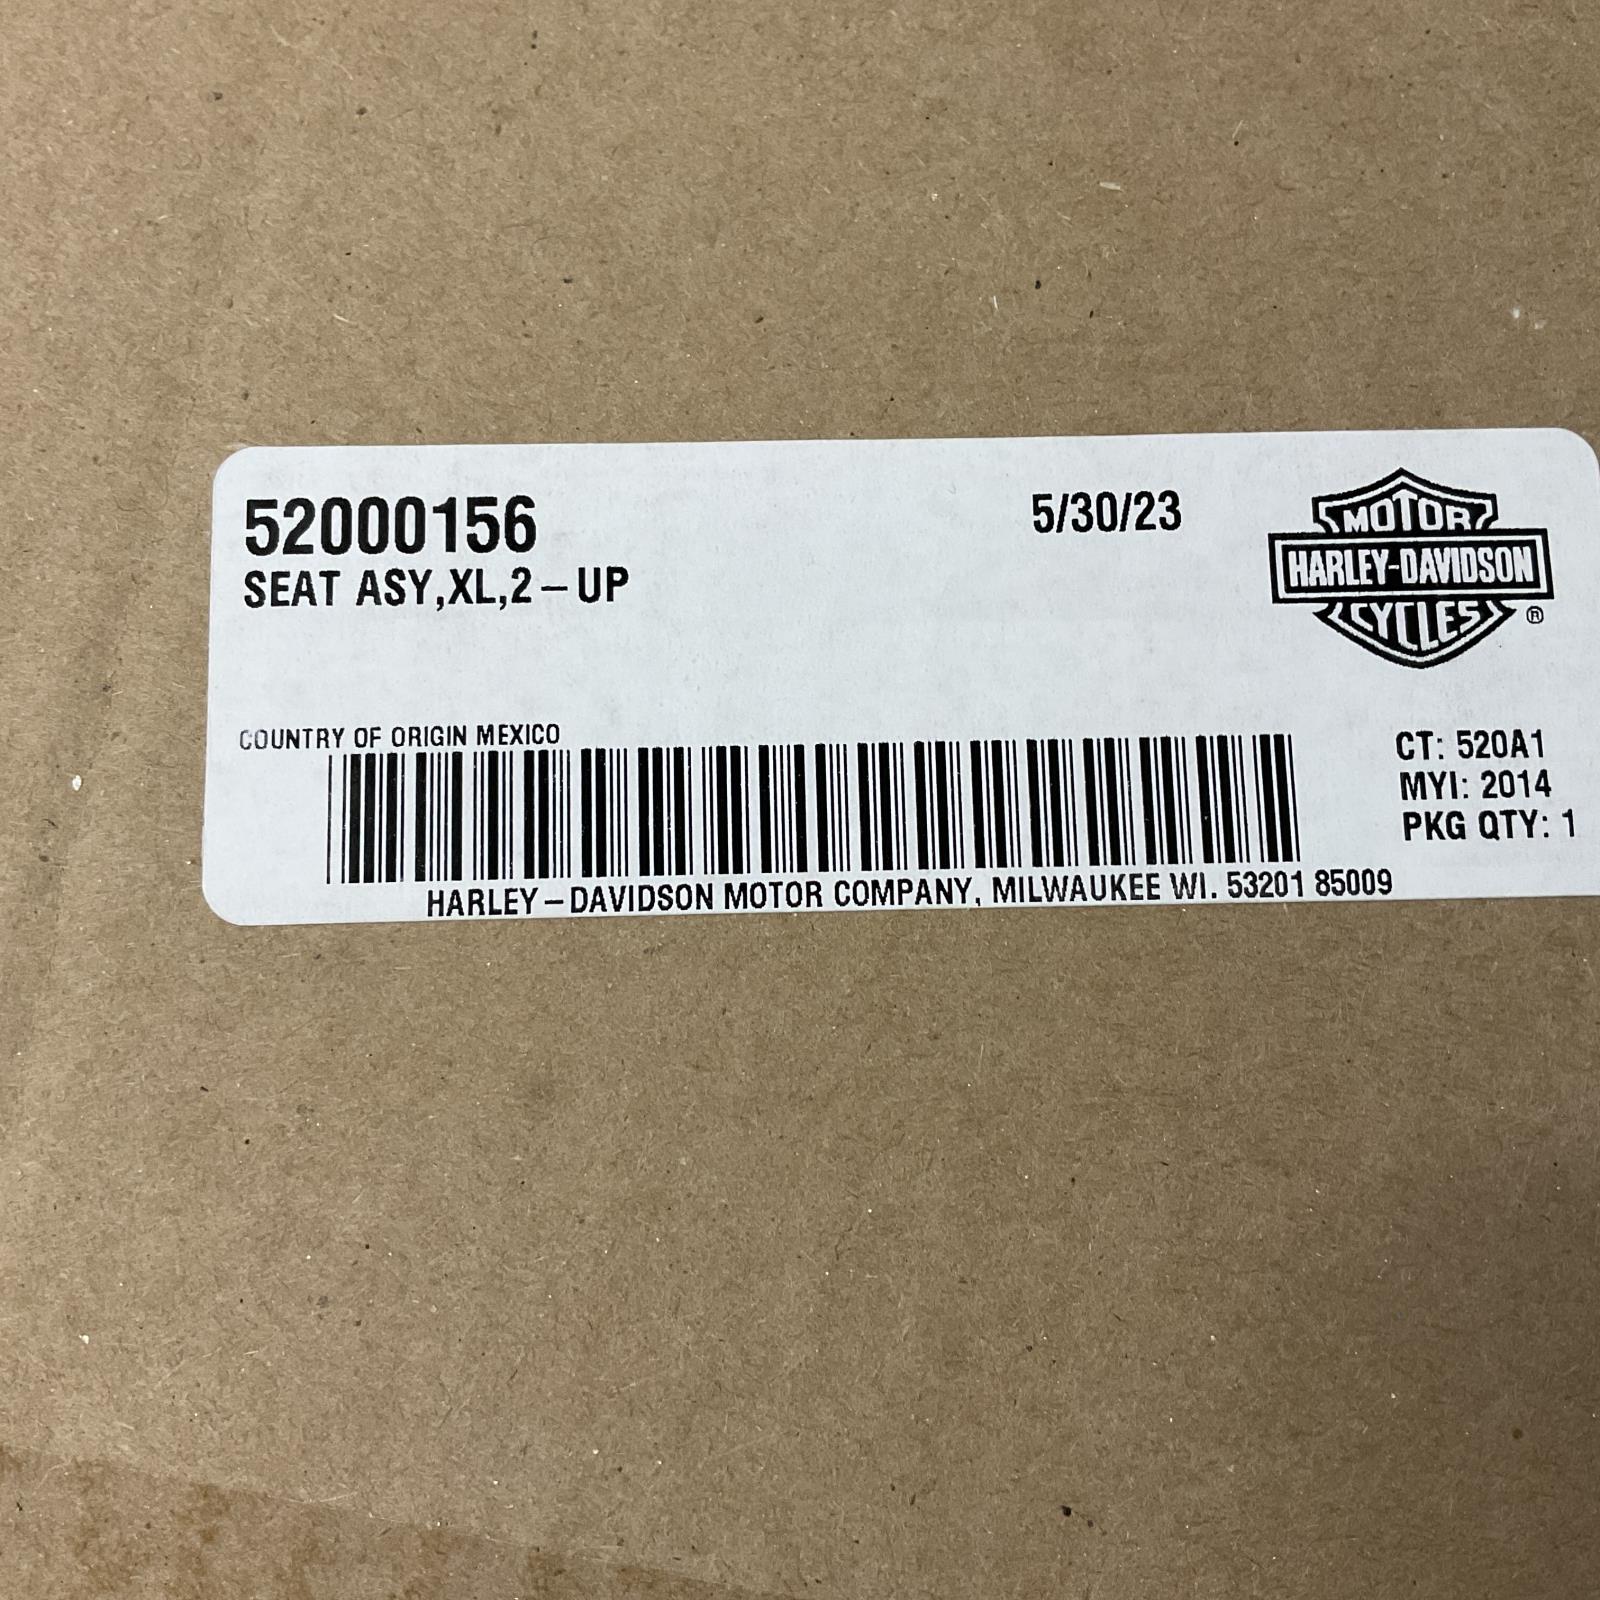 52000156
5/30/23
SEAT ASY,XL,2-UP
MOTOR
HARLEY-DAVIDSON
CYCLES
®
COUNTRY OF ORIGIN MEXICO
CT: 520A1
MYI: 2014
PKG QTY: 1
HARLEY-DAVIDSON MOTOR COMPANY, MILWAUKEE WI. 53201 85009